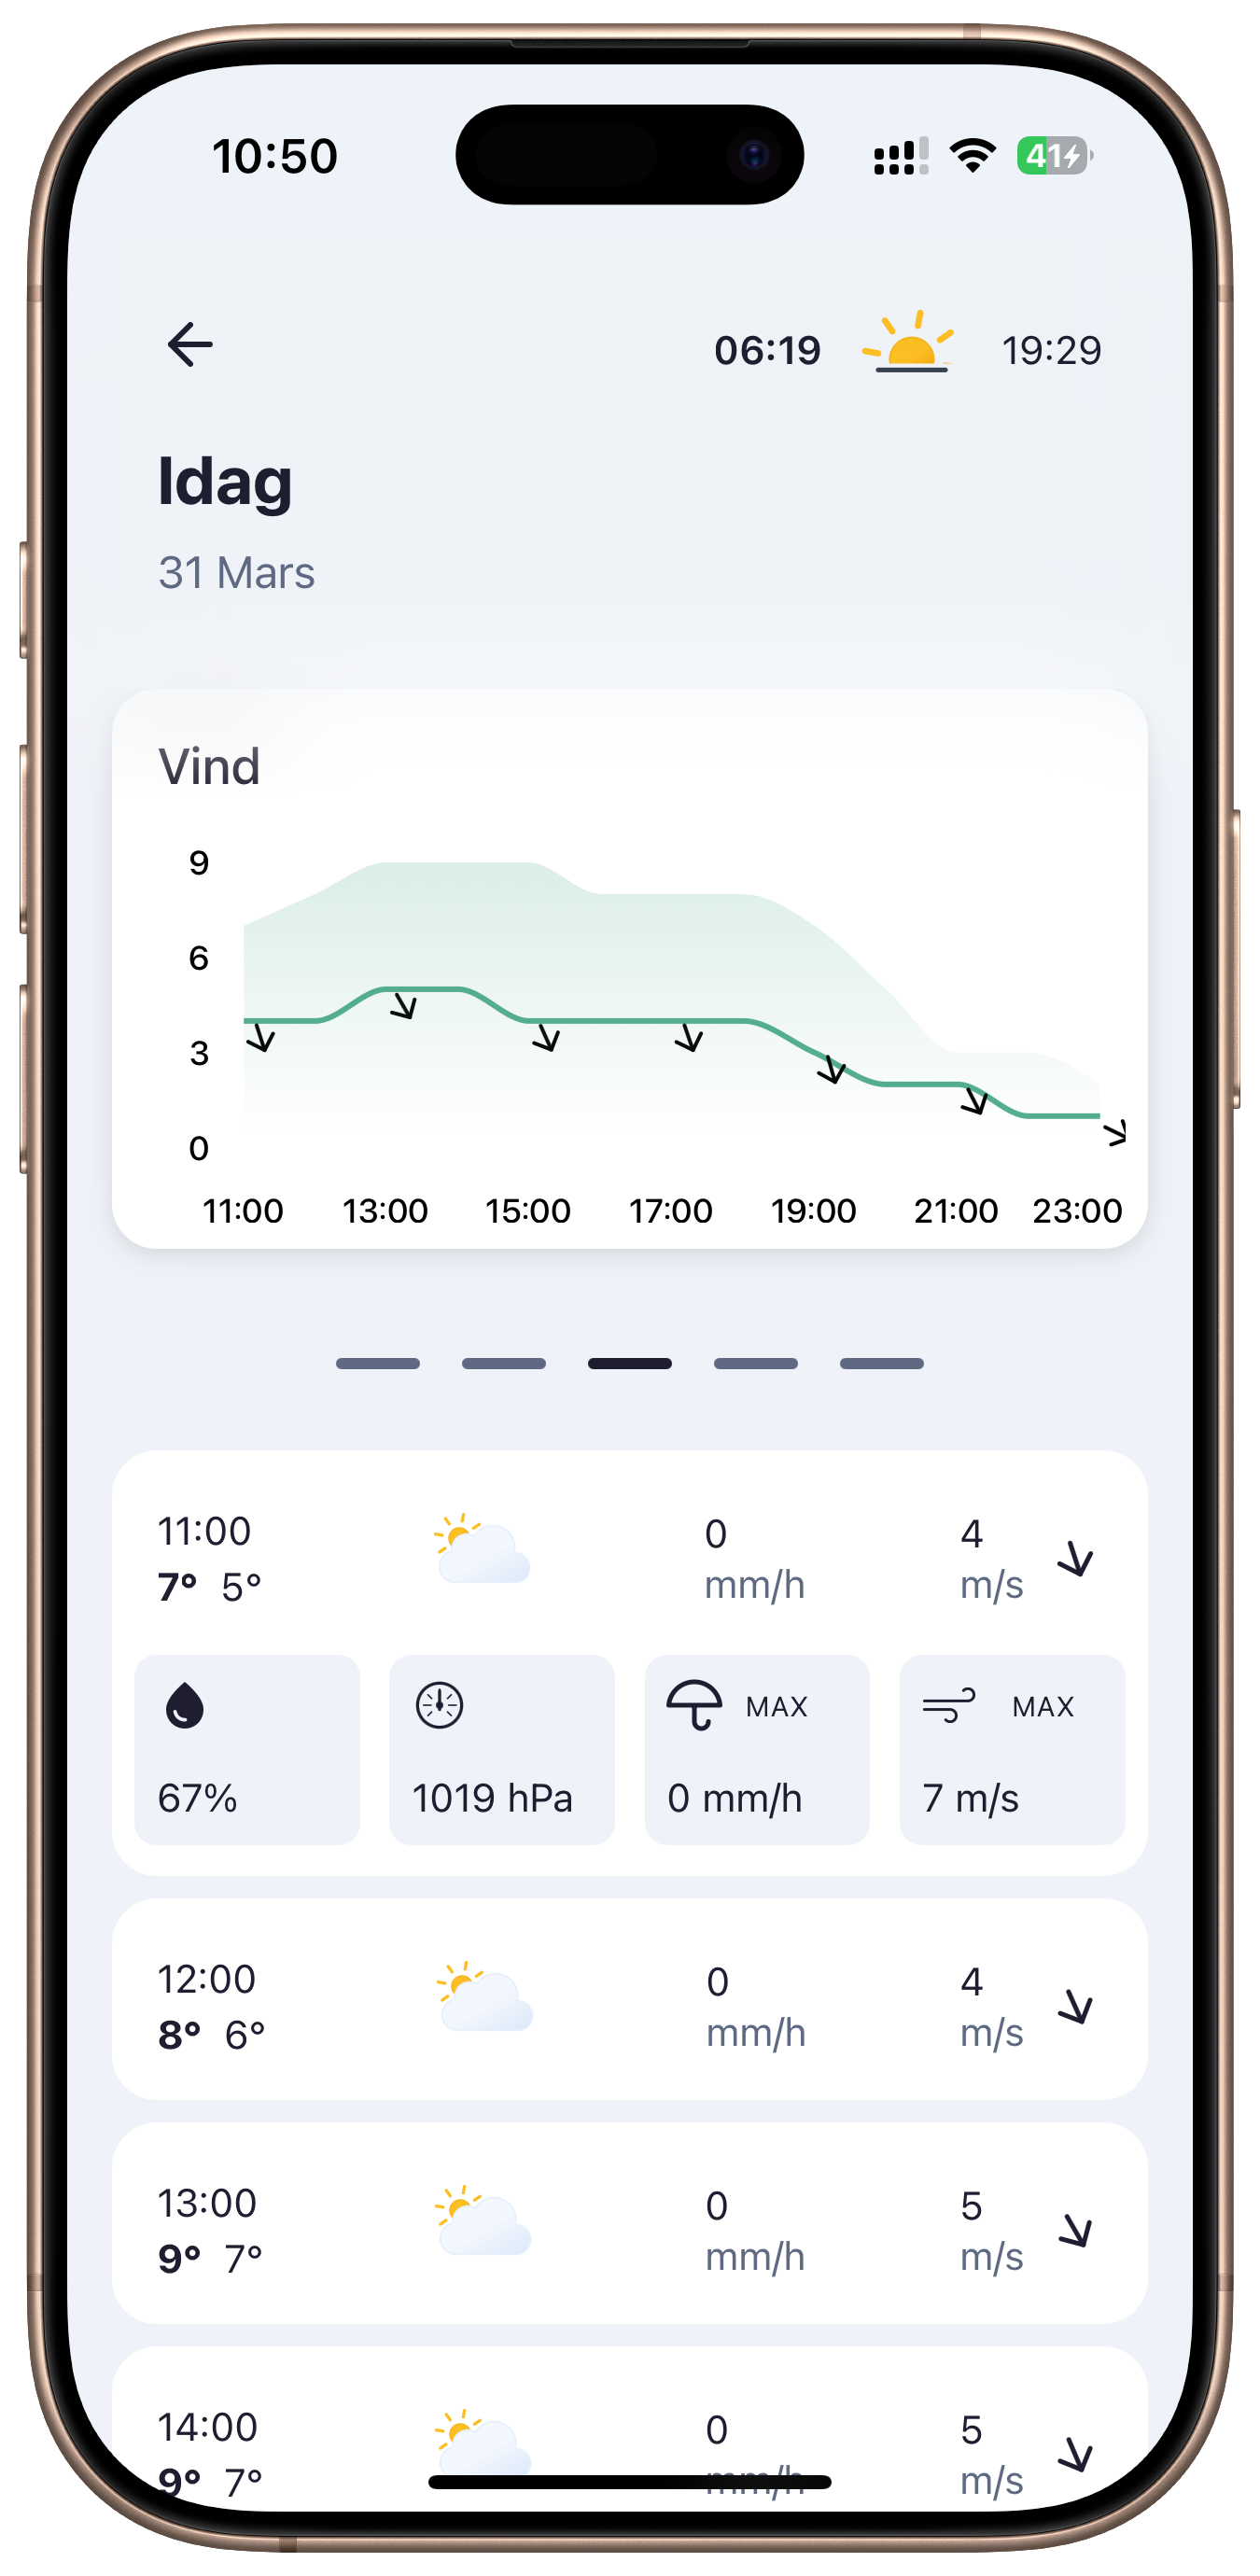 10:50 41
06:19 19:29
Idag
31 Mars
Vind
9
6
3
0
11:00 13:00 15:00 17:00 19:00 21:00 23:00
11:00 0 4
7° 5° mm/h m/s
MAX MAX
67% 1019 hPa 0 mm/h 7 m/s
12:00 0 4
8° 6° mm/h m/s
13:00 0 5
9° 7° mm/h m/s
14:00 0 5
9° 7° mm/h m/s